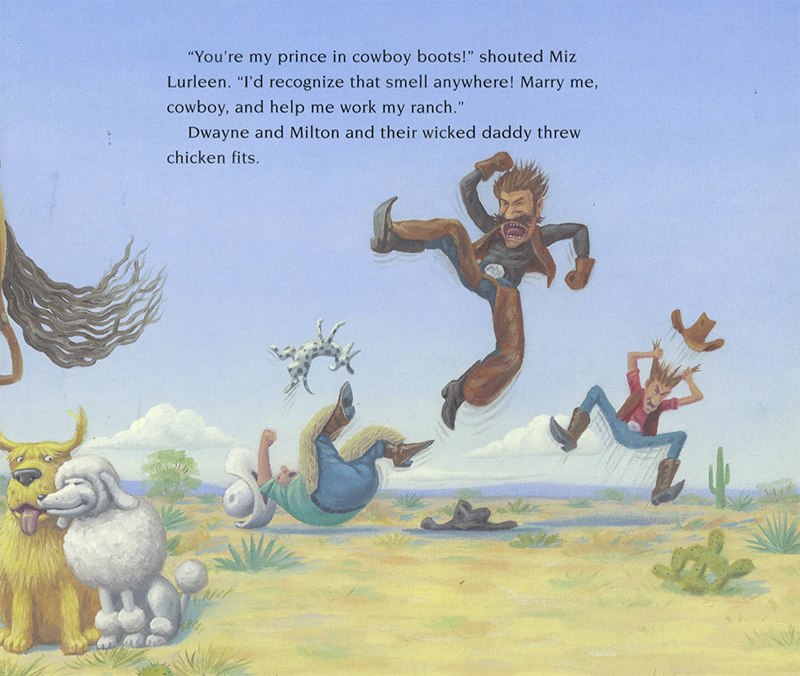 “You’re my prince in cowboy boots!” shouted Miz
Lurleen. “I’d recognize that smell anywhere! Marry me,
cowboy, and help me work my ranch.”
Dwayne and Milton and their wicked daddy threw
chicken fits.